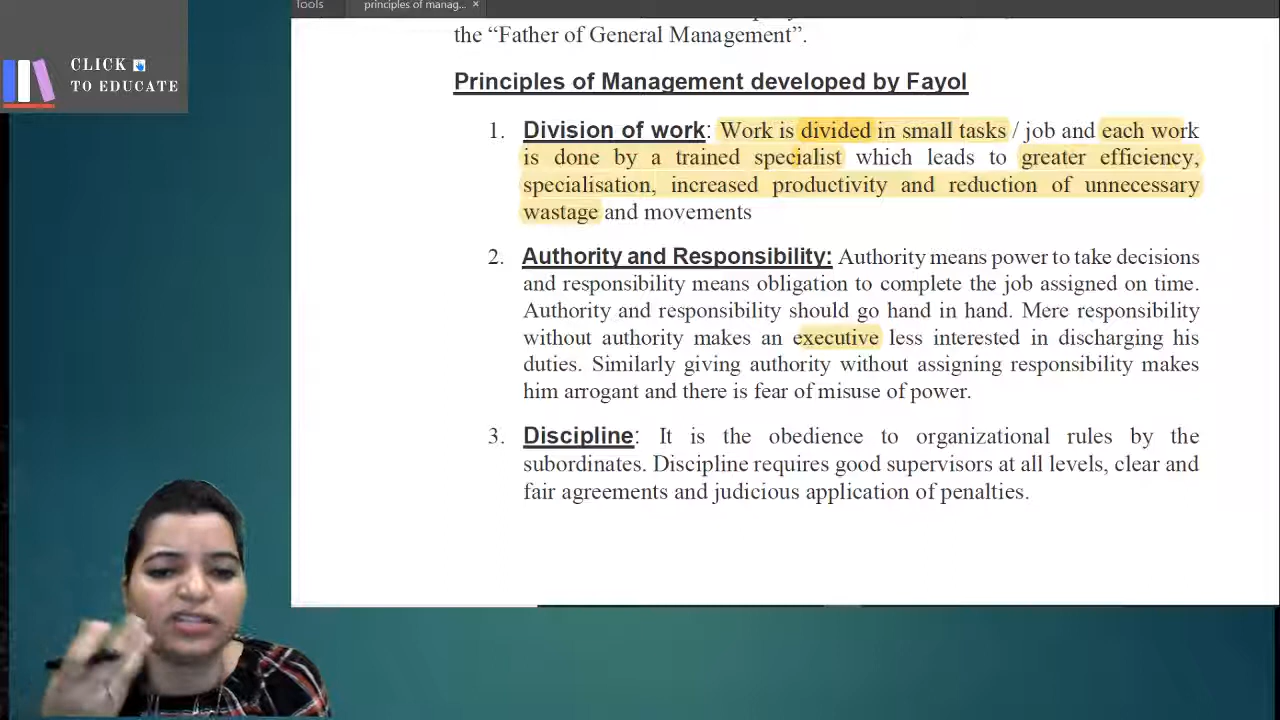 Tools
principles of manag... ×
CLICK
TO EDUCATE
the “Father of General Management”.
Principles of Management developed by Fayol
1. Division of work: Work is divided in small tasks / job and each work
is done by a trained specialist which leads to greater efficiency,
specialisation, increased productivity and reduction of unnecessary
wastage and movements
2. Authority and Responsibility: Authority means power to take decisions
and responsibility means obligation to complete the job assigned on time.
Authority and responsibility should go hand in hand. Mere responsibility
without authority makes an executive less interested in discharging his
duties. Similarly giving authority without assigning responsibility makes
him arrogant and there is fear of misuse of power.
3. Discipline: It is the obedience to organizational rules by the
subordinates. Discipline requires good supervisors at all levels, clear and
fair agreements and judicious application of penalties.